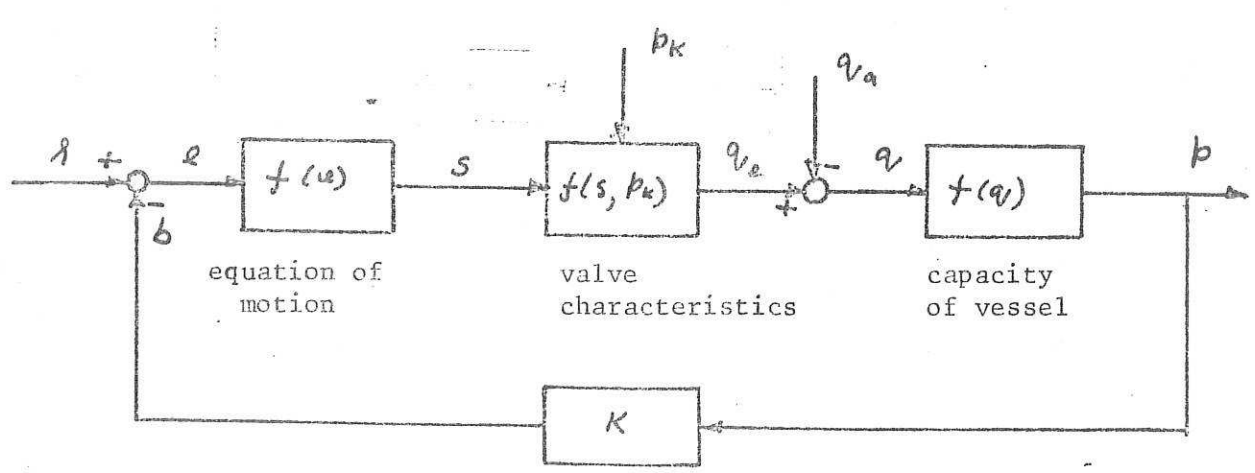 p_K
q_a
r + e f(e) s f(s, p_K) q_e q f(q) p
- + -
b
equation of valve capacity
motion characteristics of vessel
K